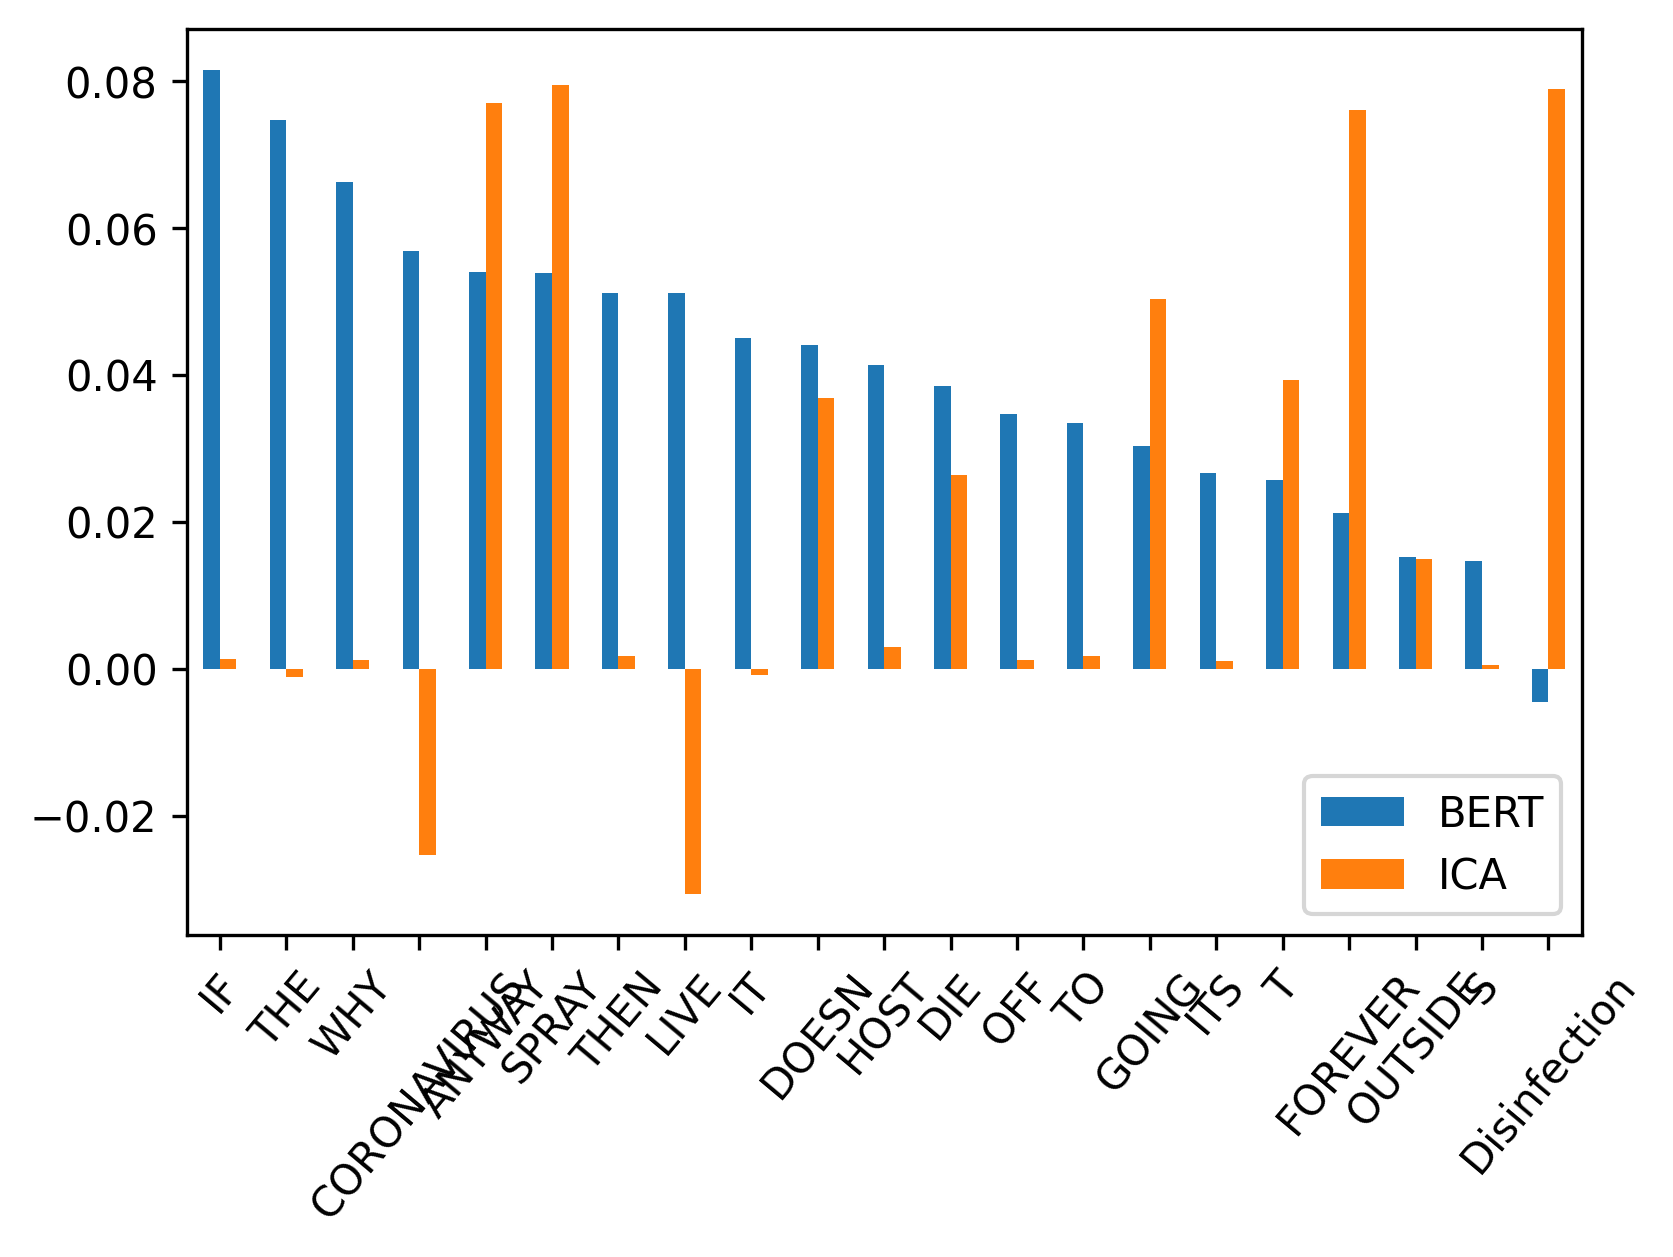 0.08
0.06
0.04
0.02
0.00
−0.02
BERT
ICA
IF
THE
WHY
CORONAVIRUS
ANYWAY
SPRAY
THEN
LIVE
IT
DOESN
HOST
DIE
OFF
TO
GOING
ITS
T
FOREVER
OUTSIDE
S
Disinfection